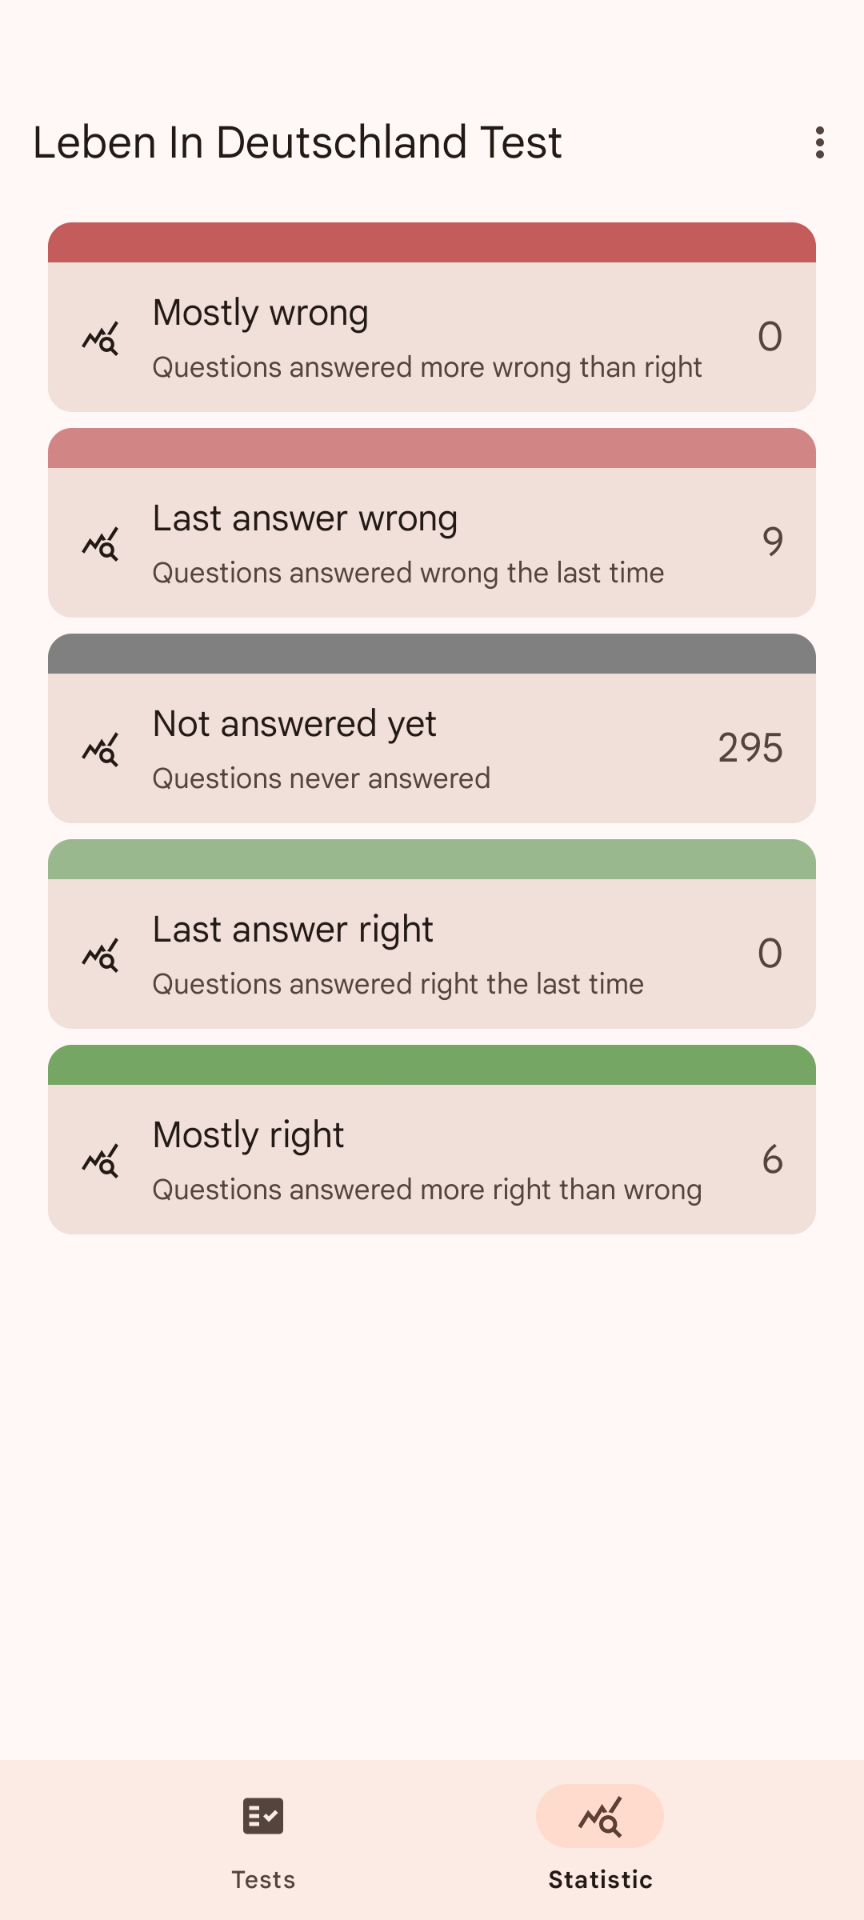 Leben In Deutschland Test
Mostly wrong
Questions answered more wrong than right
0
Last answer wrong
Questions answered wrong the last time
9
Not answered yet
Questions never answered
295
Last answer right
Questions answered right the last time
0
Mostly right
Questions answered more right than wrong
6
Tests
Statistic